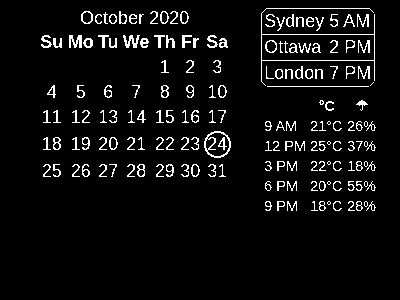 October 2020
Su Mo Tu We Th Fr Sa
1 2 3
4 5 6 7 8 9 10
11 12 13 14 15 16 17
18 19 20 21 22 23 24
25 26 27 28 29 30 31
Sydney 5 AM
Ottawa 2 PM
London 7 PM
°C ☂
9 AM 21°C 26%
12 PM 25°C 37%
3 PM 22°C 18%
6 PM 20°C 55%
9 PM 18°C 28%